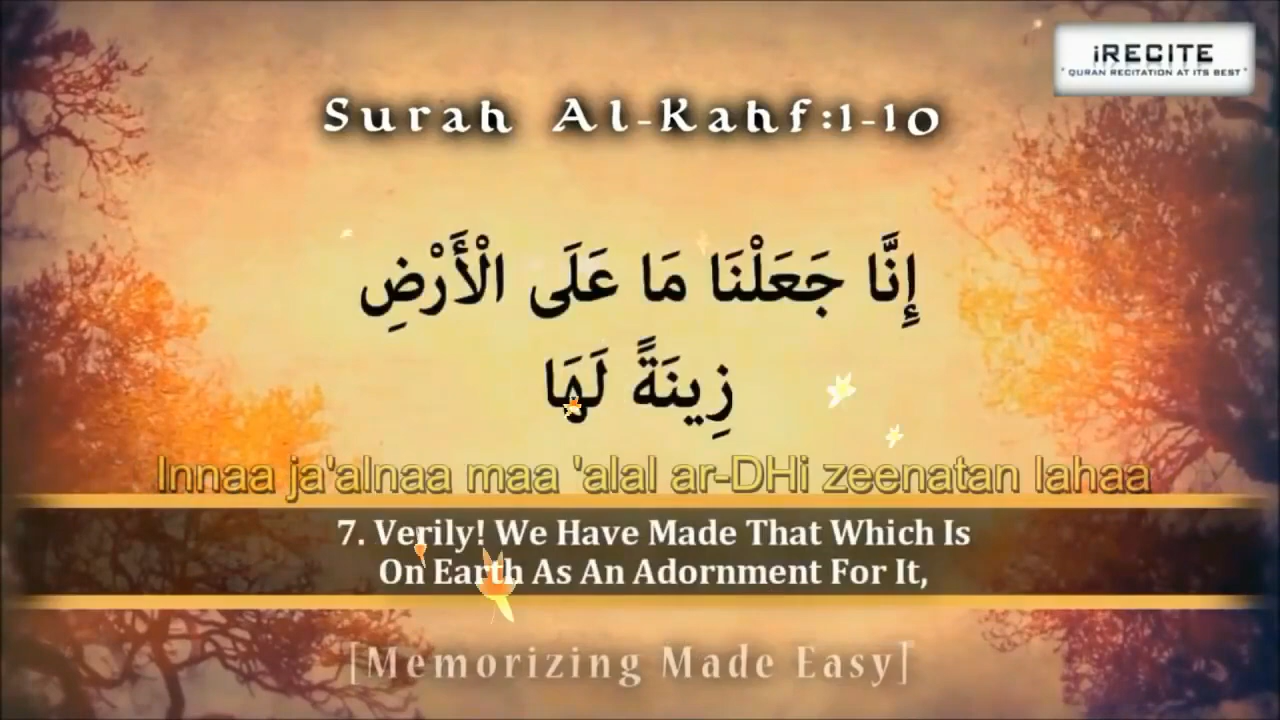 iRECITE
"QURAN RECITATION AT ITS BEST"
Surah Al-Kahf:1-10
إِنَّا جَعَلْنَا مَا عَلَى الْأَرْضِ
زِينَةً لَهَا
Innaa ja'alnaa maa 'alal ar-DHi zeenatan lahaa
7. Verily! We Have Made That Which Is
On Earth As An Adornment For It,
[Memorizing Made Easy]